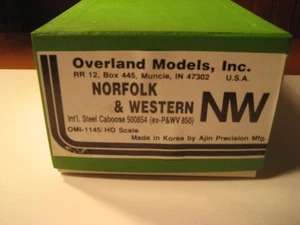 Overland Models, Inc.
RR 12, Box 445, Muncie, IN 47302 U.S.A.
NORFOLK
& WESTERN NW
Int'l. Steel Caboose 500854 (ex-P&WV 850)
OMI-1145/HO Scale
Made in Korea by Ajin Precision Mfg.